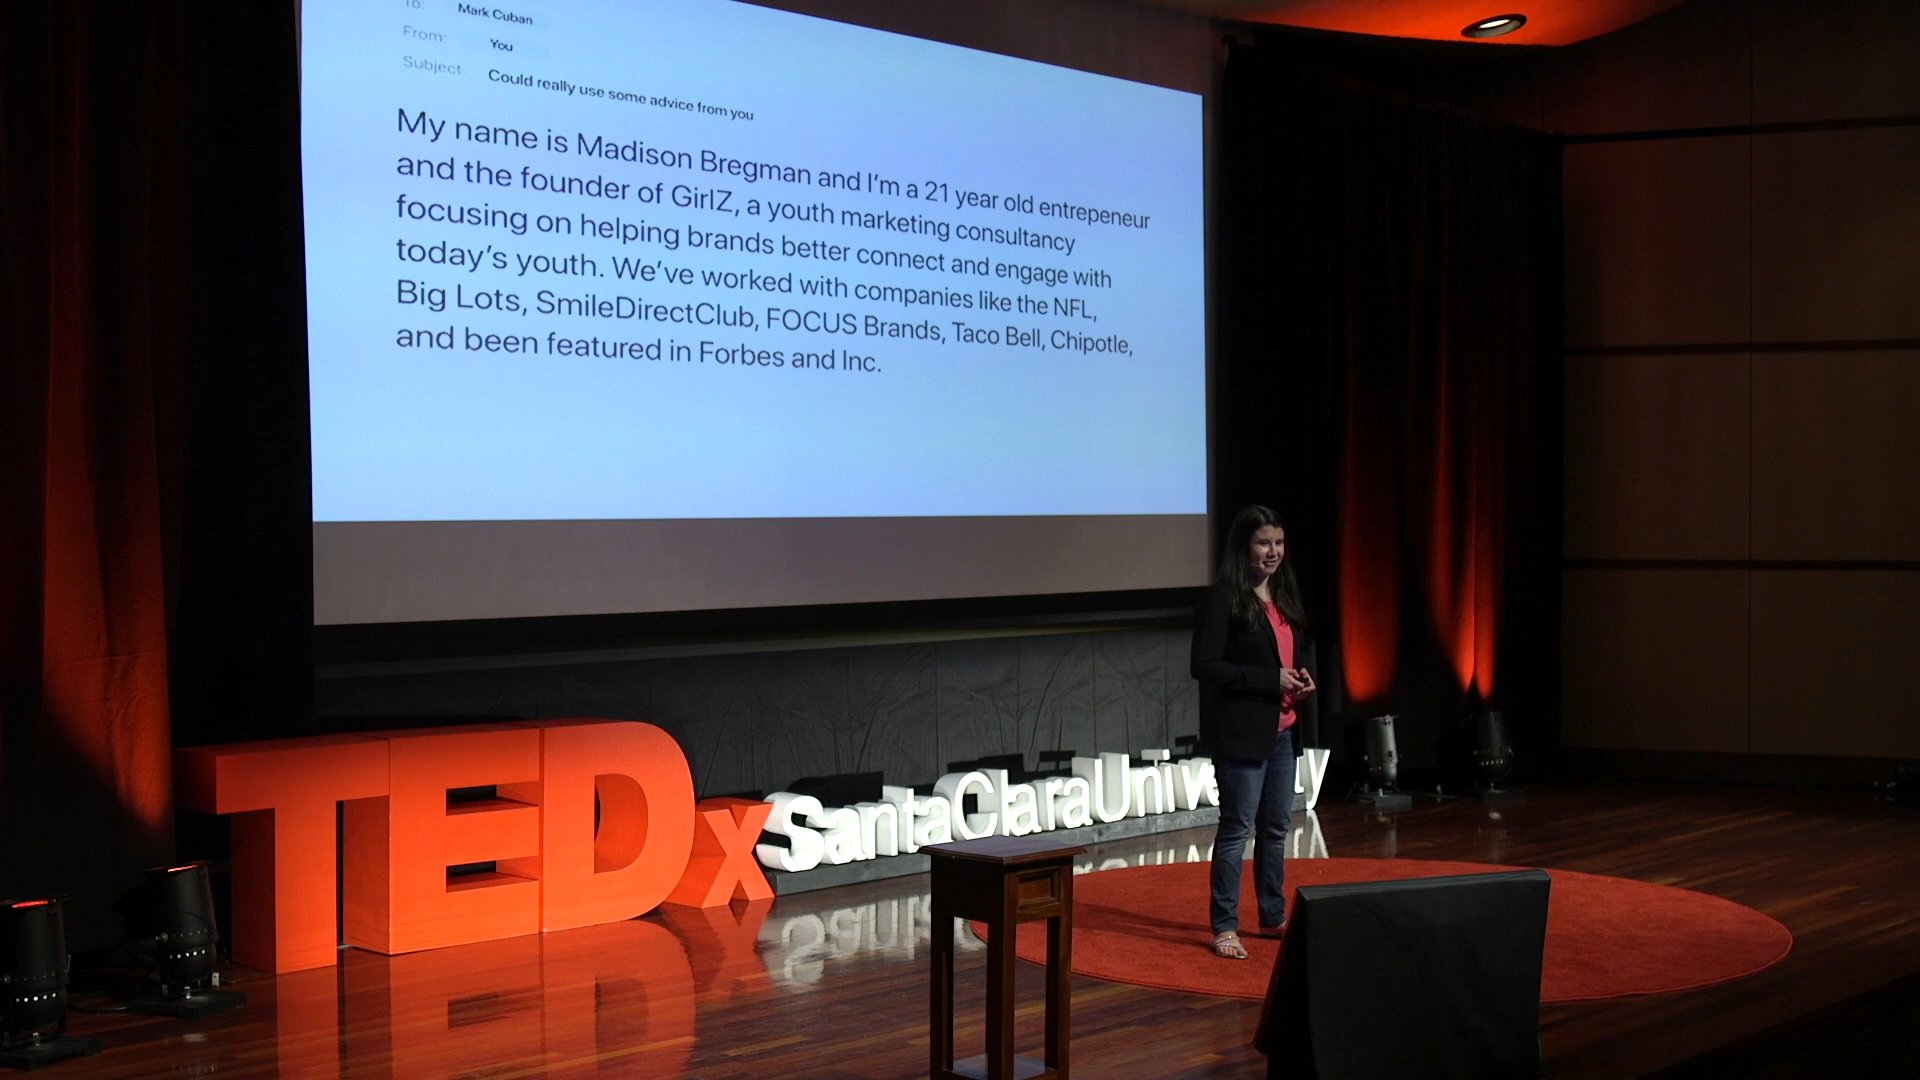 To: Mark Cuban
From: You
Subject Could really use some advice from you
My name is Madison Bregman and I'm a 21 year old entrepeneur
and the founder of GirlZ, a youth marketing consultancy
focusing on helping brands better connect and engage with
today's youth. We've worked with companies like the NFL,
Big Lots, SmileDirectClub, FOCUS Brands, Taco Bell, Chipotle,
and been featured in Forbes and Inc.
TEDxSantaClaraUniversity